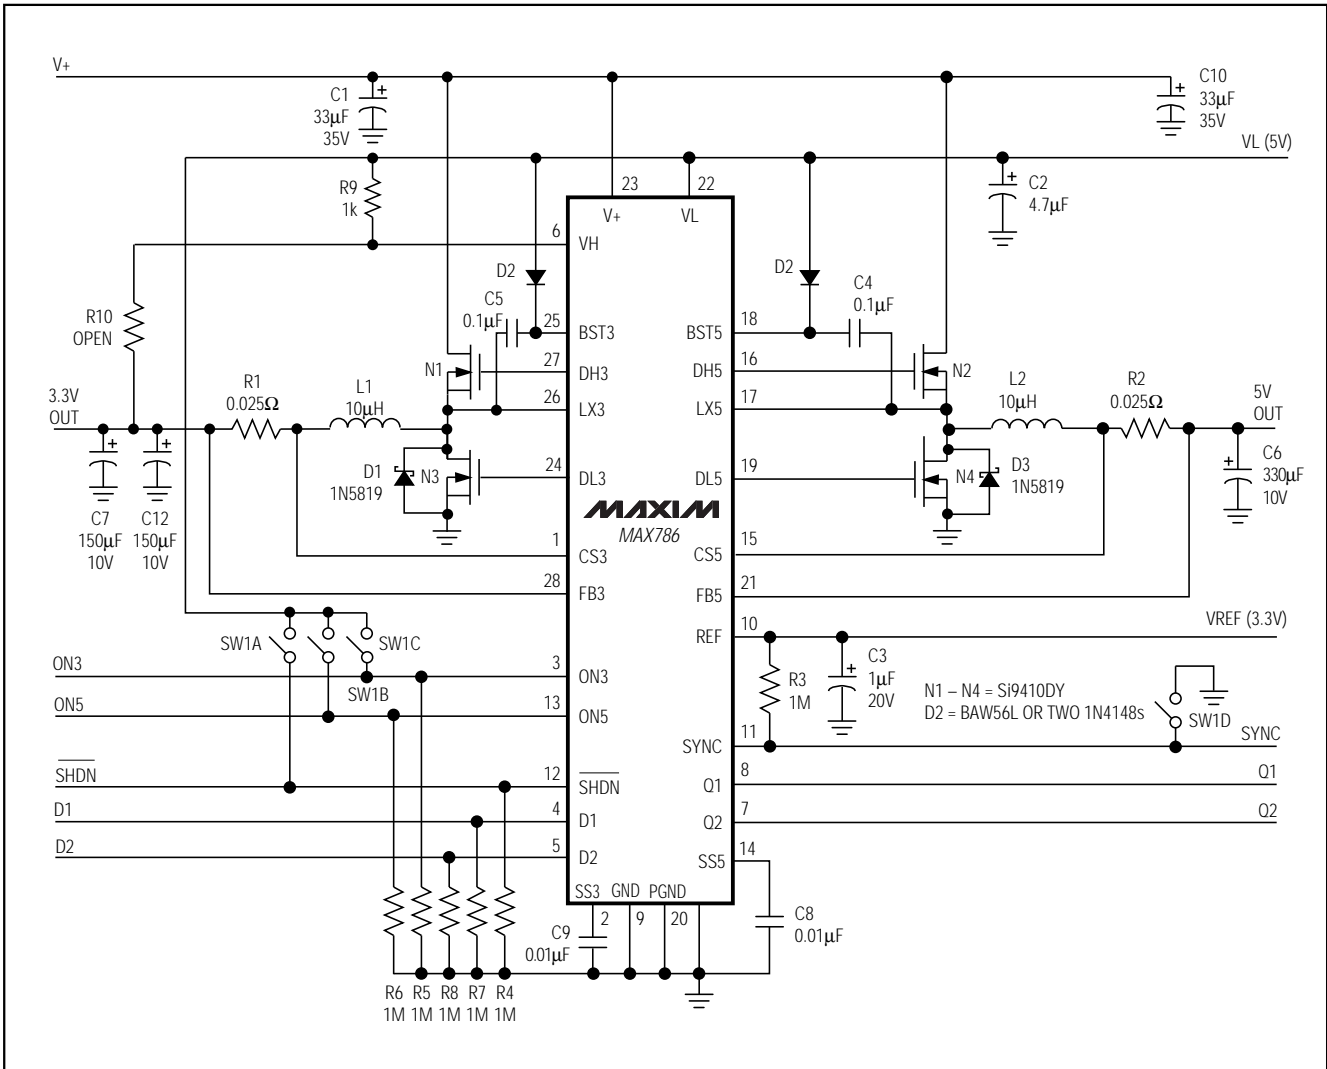 V+
C1
33µF
35V
C10
33µF
35V
VL (5V)
R9
1k
23
22
V+
VL
C2
4.7µF
6
VH
D2
D2
C5
0.1µF
C4
0.1µF
R10
OPEN
25
BST3
BST5
18
N1
27
DH3
DH5
16
N2
3.3V
OUT
R1
0.025Ω
L1
10µH
26
LX3
LX5
17
L2
10µH
R2
0.025Ω
5V
OUT
D1
1N5819
N3
24
DL3
DL5
19
N4
D3
1N5819
C6
330µF
10V
MAXIM
MAX786
C7
150µF
10V
C12
150µF
10V
1
CS3
CS5
15
28
FB3
FB5
21
REF
10
VREF (3.3V)
SW1A
SW1C
SW1B
ON3
3
ON3
R3
1M
C3
1µF
20V
N1 – N4 = Si9410DY
D2 = BAW56L OR TWO 1N4148s
SW1D
ON5
13
ON5
SYNC
11
SYNC
SHDN
12
SHDN
Q1
8
Q1
D1
4
D1
Q2
7
Q2
D2
5
D2
SS5
14
SS3
GND
PGND
2
9
20
C9
0.01µF
C8
0.01µF
R6 R5 R8 R7 R4
1M 1M 1M 1M 1M